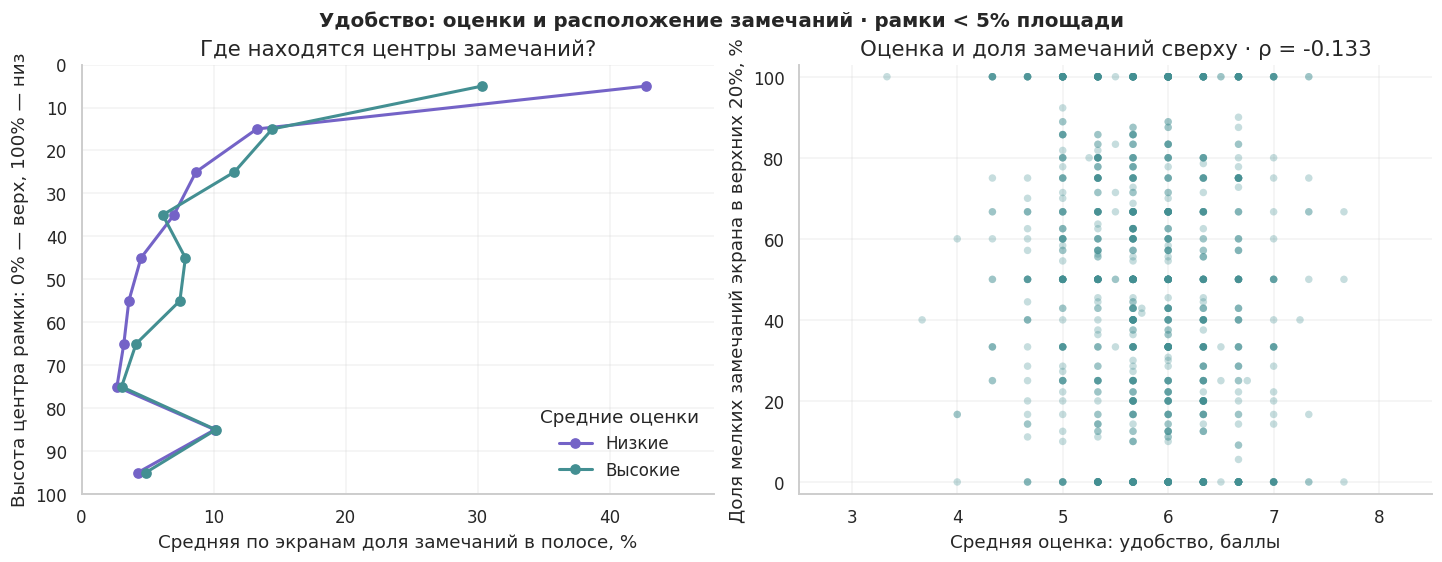 Удобство: оценки и расположение замечаний · рамки < 5% площади
Где находятся центры замечаний?
Высота центра рамки: 0% — верх, 100% — низ
0
10
20
30
40
50
60
70
80
90
100
0
10
20
30
40
Средняя по экранам доля замечаний в полосе, %
Средние оценки
Низкие
Высокие
Оценка и доля замечаний сверху · ρ = -0.133
Доля мелких замечаний экрана в верхних 20%, %
100
80
60
40
20
0
3
4
5
6
7
8
Средняя оценка: удобство, баллы